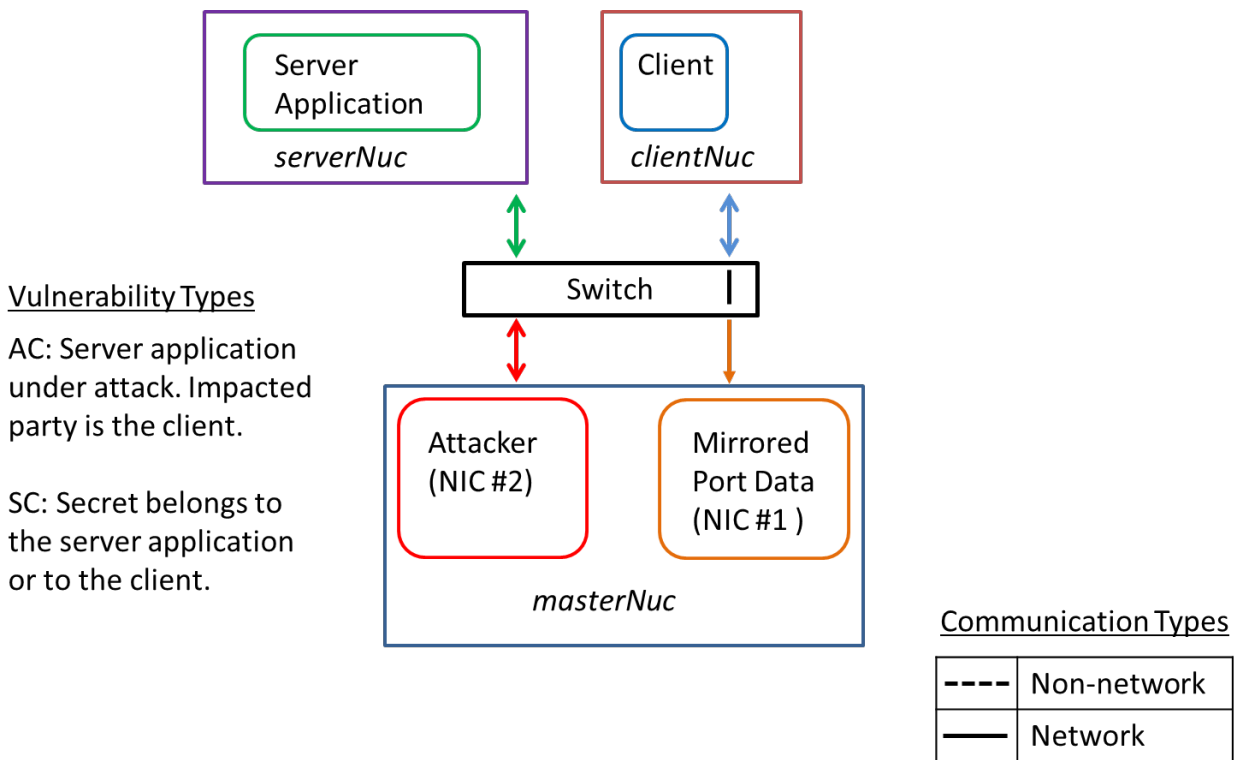 Server
Application
serverNuc
Client
clientNuc
Switch
Vulnerability Types
AC: Server application
under attack. Impacted
party is the client.
SC: Secret belongs to
the server application
or to the client.
Attacker
(NIC #2)
Mirrored
Port Data
(NIC #1 )
masterNuc
Communication Types
Non-network
Network